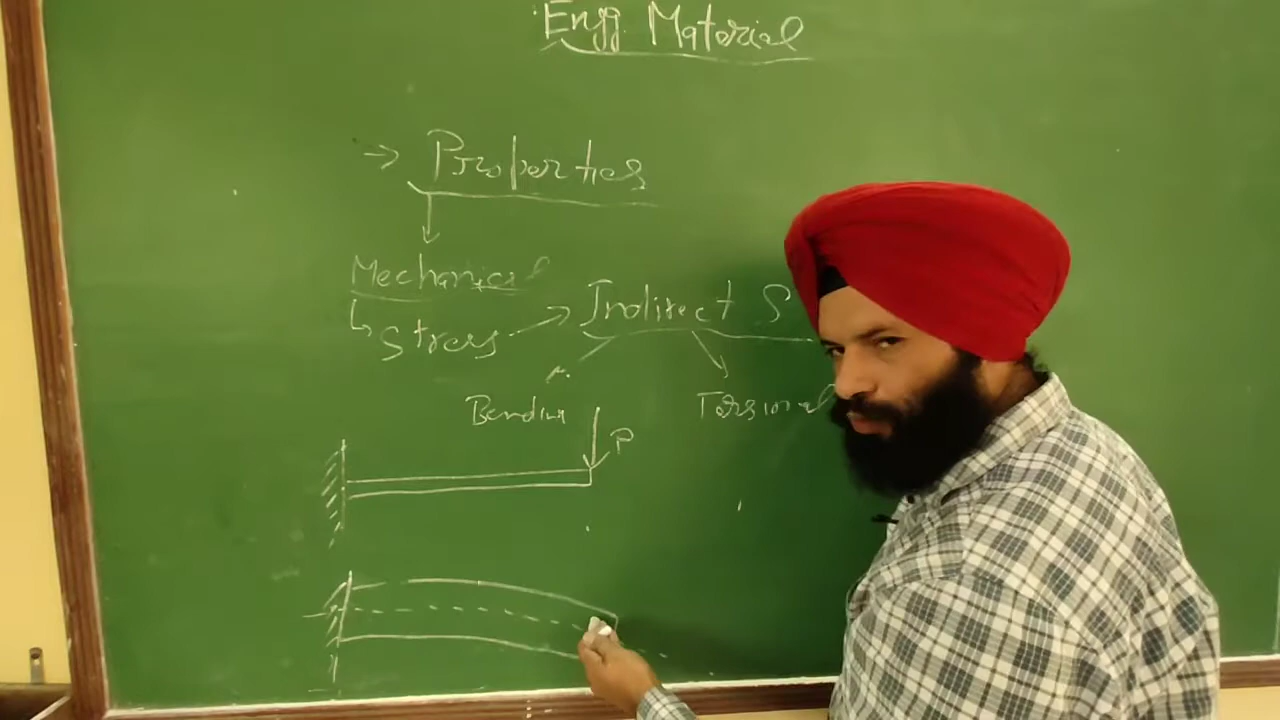 Engg Material
→ Properties
Mechanical
Stress → Indirect S
Bending
Torsional
P